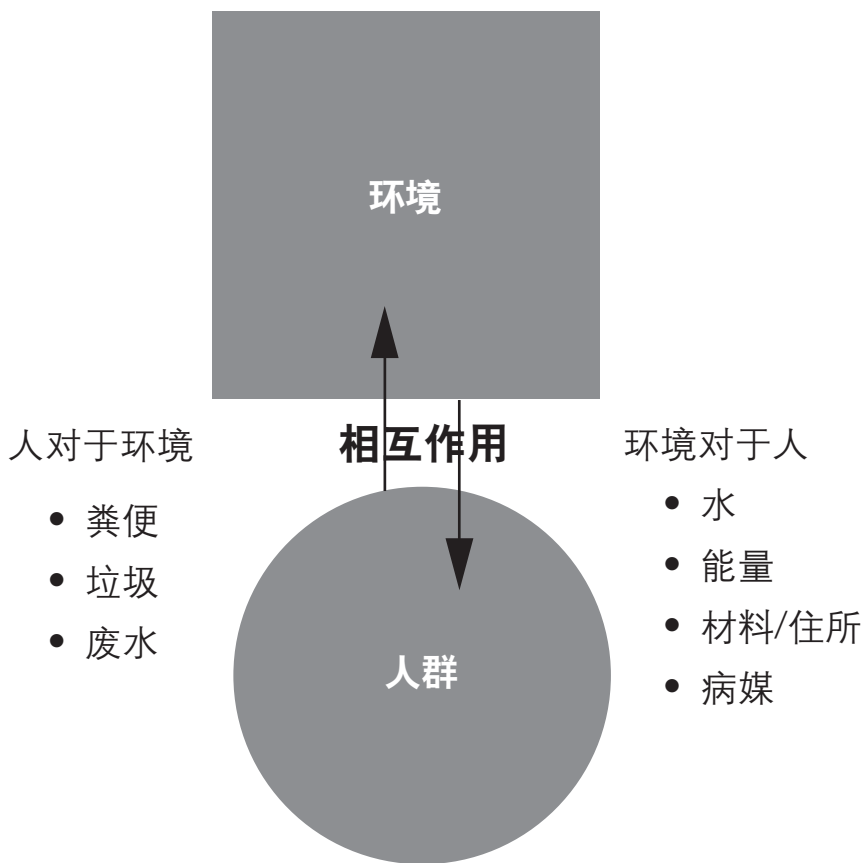 环境
人对于环境
• 粪便
• 垃圾
• 废水
相互作用
环境对于人
• 水
• 能量
• 材料/住所
• 病媒
人群